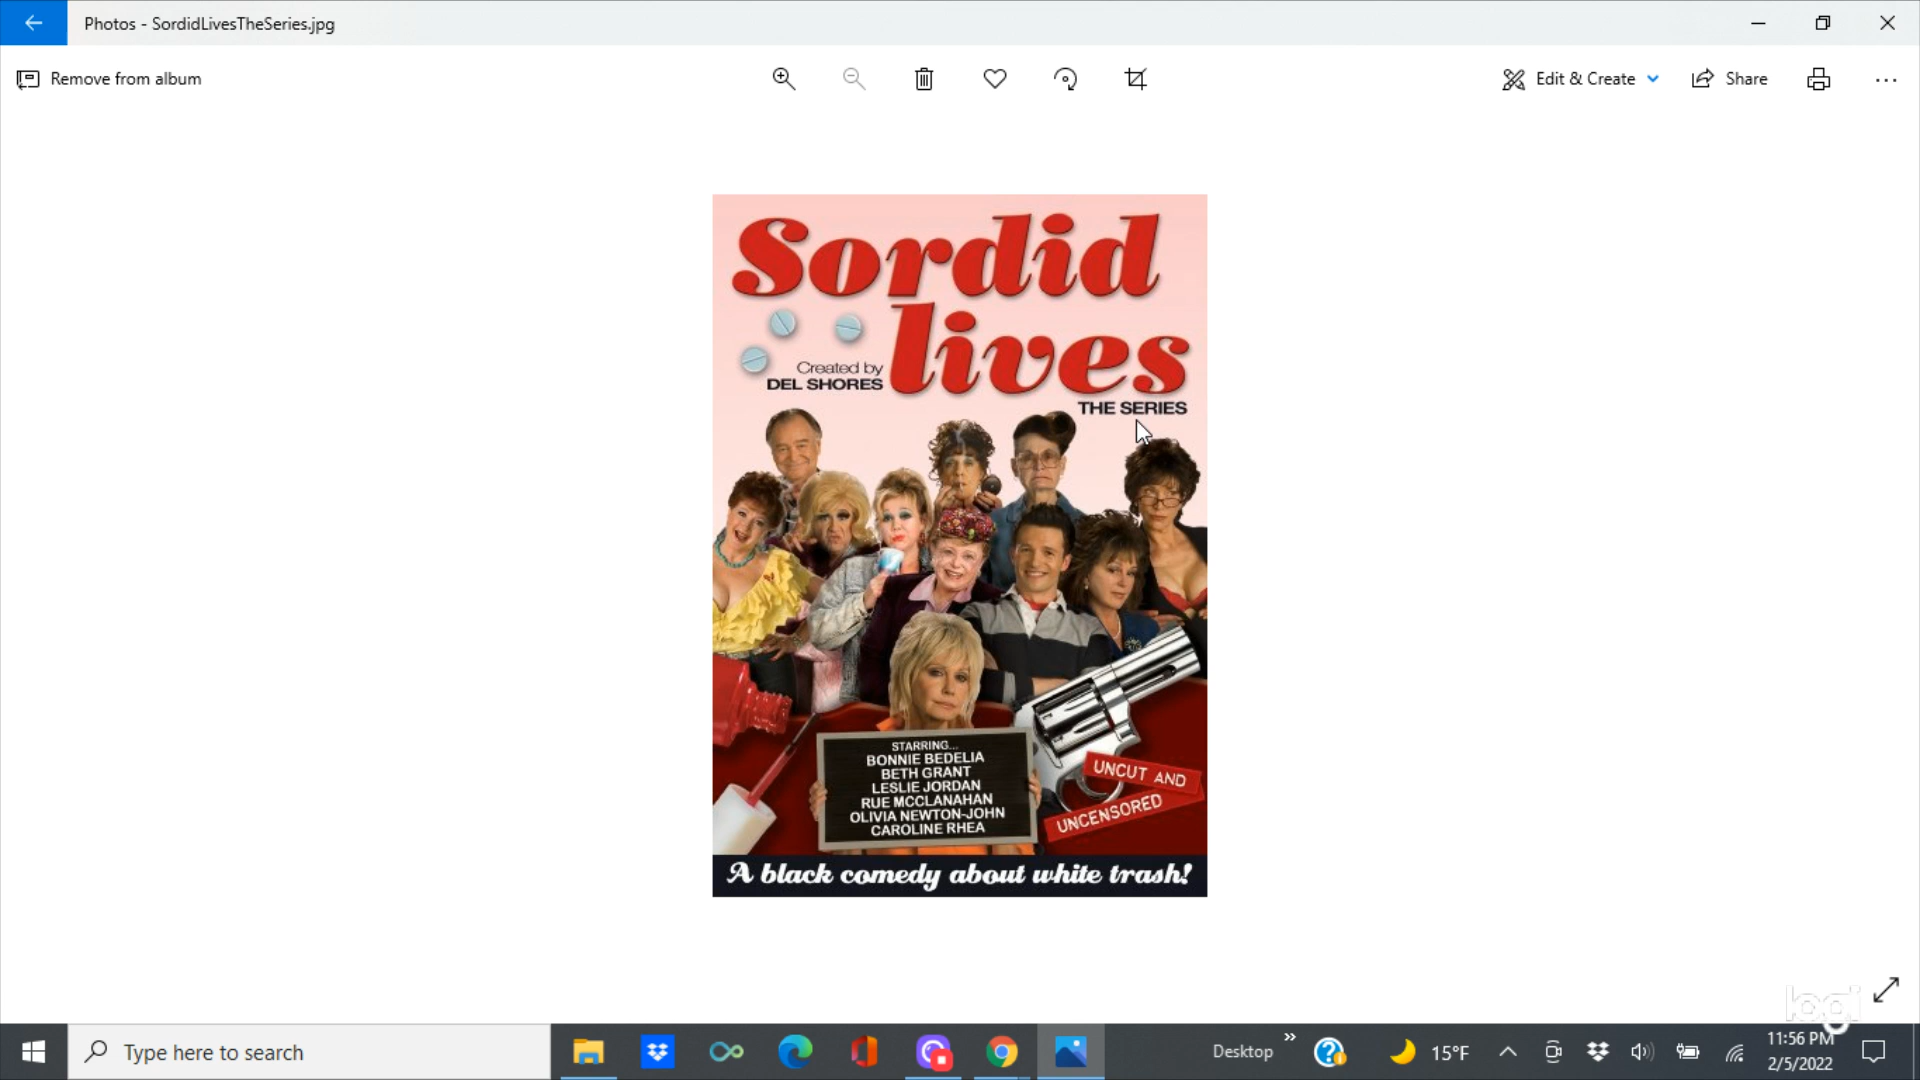 Photos - SordidLivesTheSeries.jpg
Remove from album
Edit & Create
Share
Sordid
lives
Created by
DEL SHORES
THE SERIES
STARRING...
BONNIE BEDELIA
BETH GRANT
LESLIE JORDAN
RUE MCCLANAHAN
OLIVIA NEWTON-JOHN
CAROLINE RHEA
UNCUT AND
UNCENSORED
A black comedy about white trash!
logi
Type here to search
Desktop
15°F
11:56 PM
2/5/2022